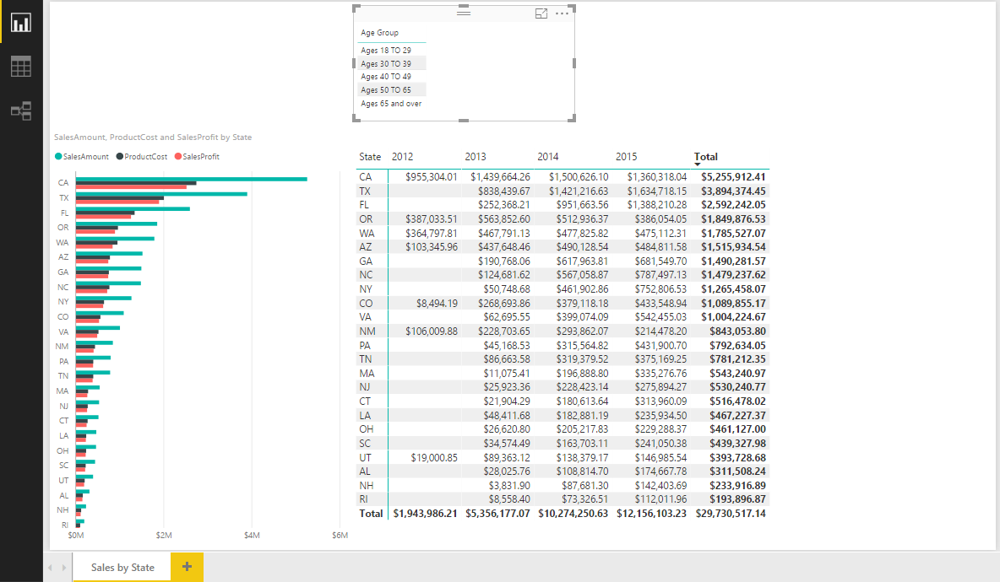 Age Group
Ages 18 TO 29
Ages 30 TO 39
Ages 40 TO 49
Ages 50 TO 65
Ages 65 and over
SalesAmount, ProductCost and SalesProfit by State
SalesAmount ProductCost SalesProfit
CA
TX
FL
OR
WA
AZ
GA
NC
NY
CO
VA
NM
PA
TN
MA
NJ
CT
LA
OH
SC
UT
AL
NH
RI
$0M $2M $4M $6M
State 2012 2013 2014 2015 Total
CA $955,304.01 $1,439,664.26 $1,500,626.10 $1,360,318.04 $5,255,912.41
TX $838,439.67 $1,421,216.63 $1,634,718.15 $3,894,374.45
FL $252,368.21 $951,663.56 $1,388,210.28 $2,592,242.05
OR $387,033.51 $563,852.60 $512,936.37 $386,054.05 $1,849,876.53
WA $364,797.81 $467,791.13 $477,825.82 $475,112.31 $1,785,527.07
AZ $103,345.96 $437,648.46 $490,128.54 $484,811.58 $1,515,934.54
GA $190,768.06 $617,963.81 $681,549.70 $1,490,281.57
NC $124,681.62 $567,058.87 $787,497.13 $1,479,237.62
NY $50,748.68 $461,902.86 $752,806.53 $1,265,458.07
CO $8,494.19 $268,693.86 $379,118.18 $433,548.94 $1,089,855.17
VA $62,695.55 $399,074.09 $542,455.03 $1,004,224.67
NM $106,009.88 $228,703.65 $293,862.07 $214,478.20 $843,053.80
PA $45,168.53 $315,564.82 $431,900.70 $792,634.05
TN $86,663.58 $319,379.52 $375,169.25 $781,212.35
MA $11,075.41 $196,888.80 $335,276.76 $543,240.97
NJ $25,923.36 $228,423.14 $275,894.27 $530,240.77
CT $21,904.29 $180,613.64 $313,960.09 $516,478.02
LA $48,411.68 $182,881.19 $235,934.50 $467,227.37
OH $26,620.80 $205,217.83 $229,288.37 $461,127.00
SC $34,574.49 $163,703.11 $241,050.38 $439,327.98
UT $19,000.85 $89,363.12 $138,379.17 $146,985.54 $393,728.68
AL $28,025.76 $108,814.70 $174,667.78 $311,508.24
NH $3,831.90 $87,681.30 $142,403.69 $233,916.89
RI $8,558.40 $73,326.51 $112,011.96 $193,896.87
Total $1,943,986.21 $5,356,177.07 $10,274,250.63 $12,156,103.23 $29,730,517.14
Sales by State